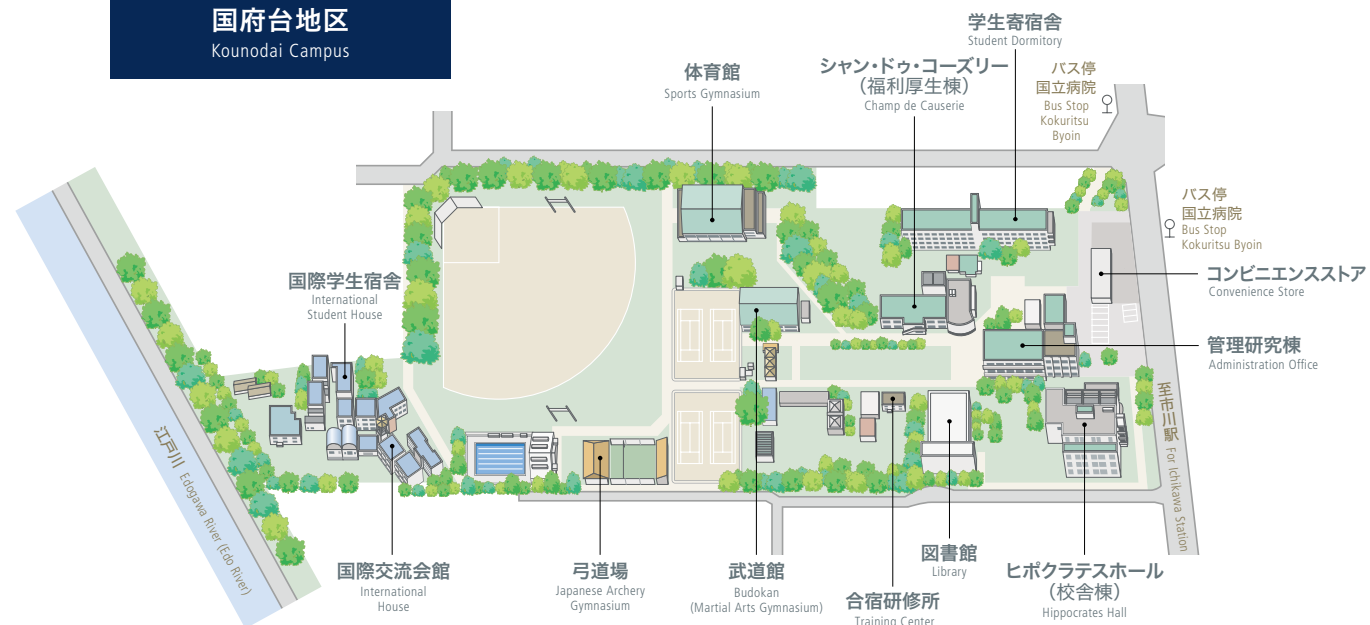 国府台地区
Kounodai Campus
学生寄宿舎
Student Dormitory
体育館
Sports Gymnasium
シャン・ドゥ・コーズリー
（福利厚生棟）
Champ de Causerie
バス停
国立病院
Bus Stop
Kokuritsu
Byoin
バス停
国立病院
Bus Stop
Kokuritsu Byoin
国際学生宿舎
International
Student House
コンビニエンスストア
Convenience Store
管理研究棟
Administration Office
至市川駅 For Ichikawa Station
江戸川 Edogawa River (Edo River)
国際交流会館
International
House
弓道場
Japanese Archery
Gymnasium
武道館
Budokan
(Martial Arts Gymnasium)
合宿研修所
Training Center
図書館
Library
ヒポクラテスホール
（校舎棟）
Hippocrates Hall